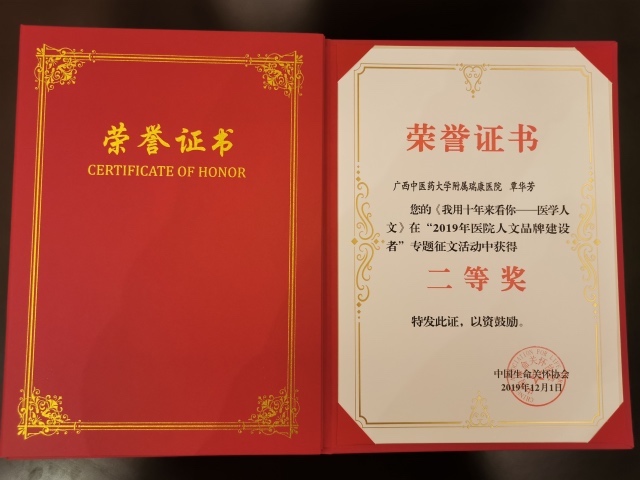 荣誉证书
CERTIFICATE OF HONOR
荣誉证书
广西中医药大学附属瑞康医院 覃华芳
您的《我用十年来看你——医学人
文》在“2019年医院人文品牌建设
者”专题征文活动中获得
二等奖
特发此证，以资鼓励。
中国生命关怀协会
2019年12月1日